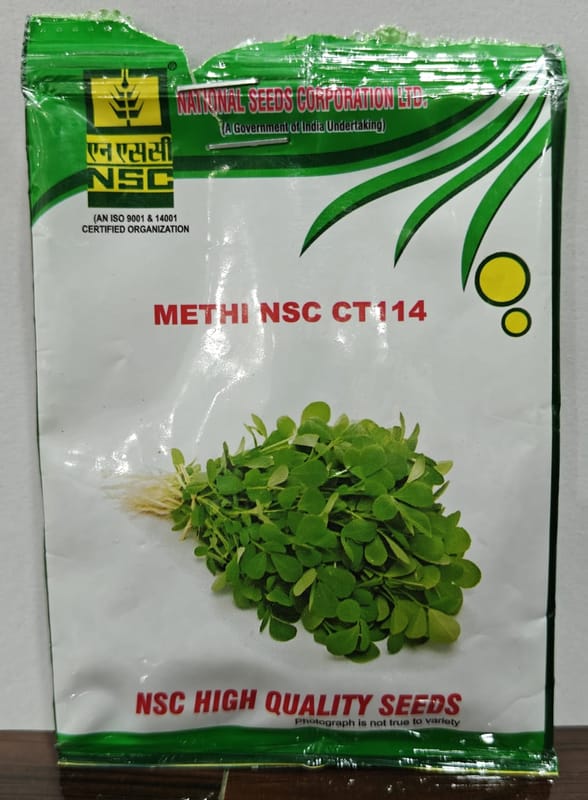 ®
NATIONAL SEEDS CORPORATION LTD.
(A Government of India Undertaking)
एन एस सी
NSC
(AN ISO 9001 & 14001
CERTIFIED ORGANIZATION
METHI NSC CT114
NSC HIGH QUALITY SEEDS
Photograph is not true to variety